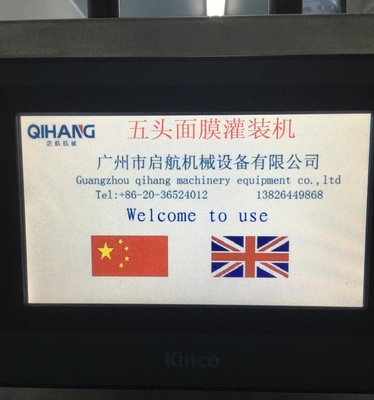 QIHANG
启航机械
五头面膜灌装机
广州市启航机械设备有限公司
Guangzhou qihang machinery equipment co.,ltd
Tel:+86-20-36524012 13826449868
Welcome to use
Kinco